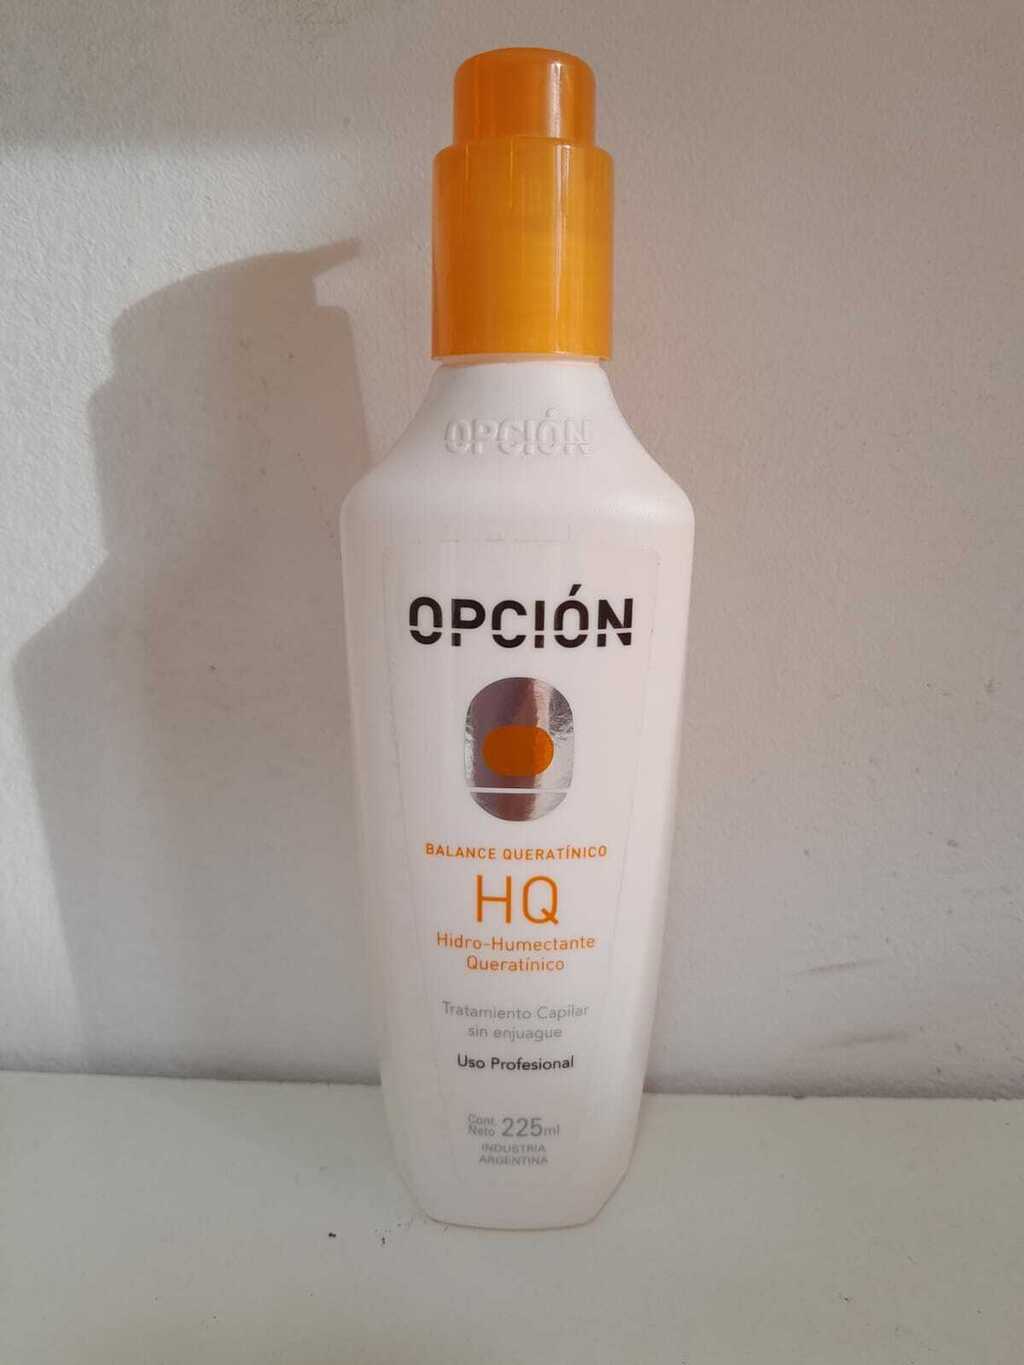 OPCIÓN
OPCIÓN
BALANCE QUERATÍNICO
HQ
Hidro-Humectante
Queratínico
Tratamiento Capilar
sin enjuague
Uso Profesional
Cont.
Neto 225ml
INDUSTRIA
ARGENTINA